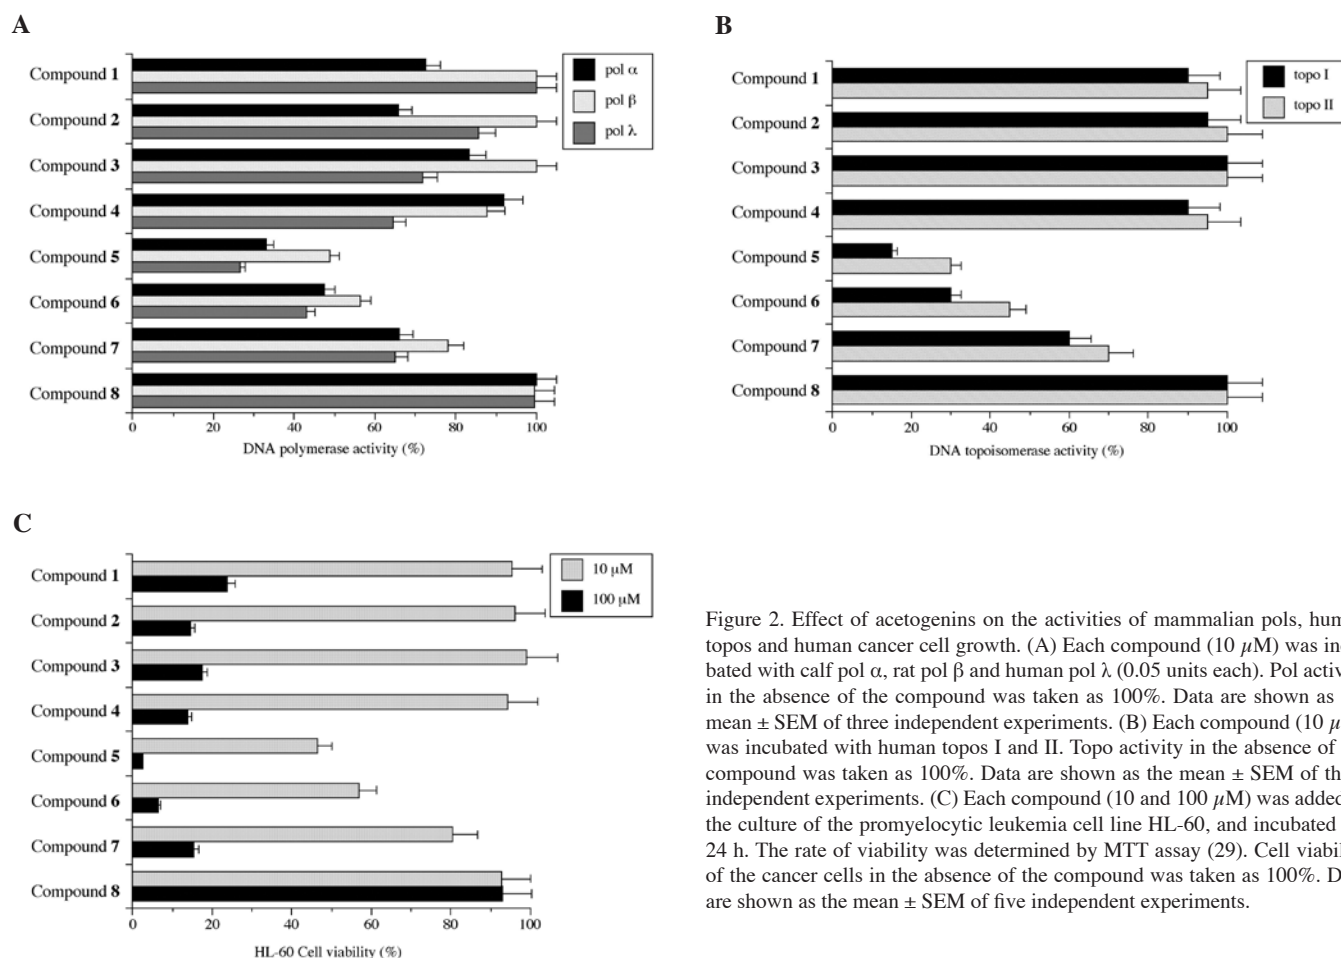 A
Compound 1
Compound 2
Compound 3
Compound 4
Compound 5
Compound 6
Compound 7
Compound 8
pol α
pol β
pol λ
0 20 40 60 80 100
DNA polymerase activity (%)
B
Compound 1
Compound 2
Compound 3
Compound 4
Compound 5
Compound 6
Compound 7
Compound 8
topo I
topo II
0 20 40 60 80 100
DNA topoisomerase activity (%)
C
Compound 1
Compound 2
Compound 3
Compound 4
Compound 5
Compound 6
Compound 7
Compound 8
10 μM
100 μM
0 20 40 60 80 100
HL-60 Cell viability (%)
Figure 2. Effect of acetogenins on the activities of mammalian pols, hum
topos and human cancer cell growth. (A) Each compound (10 μM) was inc
bated with calf pol α, rat pol β and human pol λ (0.05 units each). Pol activ
in the absence of the compound was taken as 100%. Data are shown as
mean ± SEM of three independent experiments. (B) Each compound (10 μ
was incubated with human topos I and II. Topo activity in the absence of
compound was taken as 100%. Data are shown as the mean ± SEM of th
independent experiments. (C) Each compound (10 and 100 μM) was added
the culture of the promyelocytic leukemia cell line HL-60, and incubated
24 h. The rate of viability was determined by MTT assay (29). Cell viabili
of the cancer cells in the absence of the compound was taken as 100%. D
are shown as the mean ± SEM of five independent experiments.